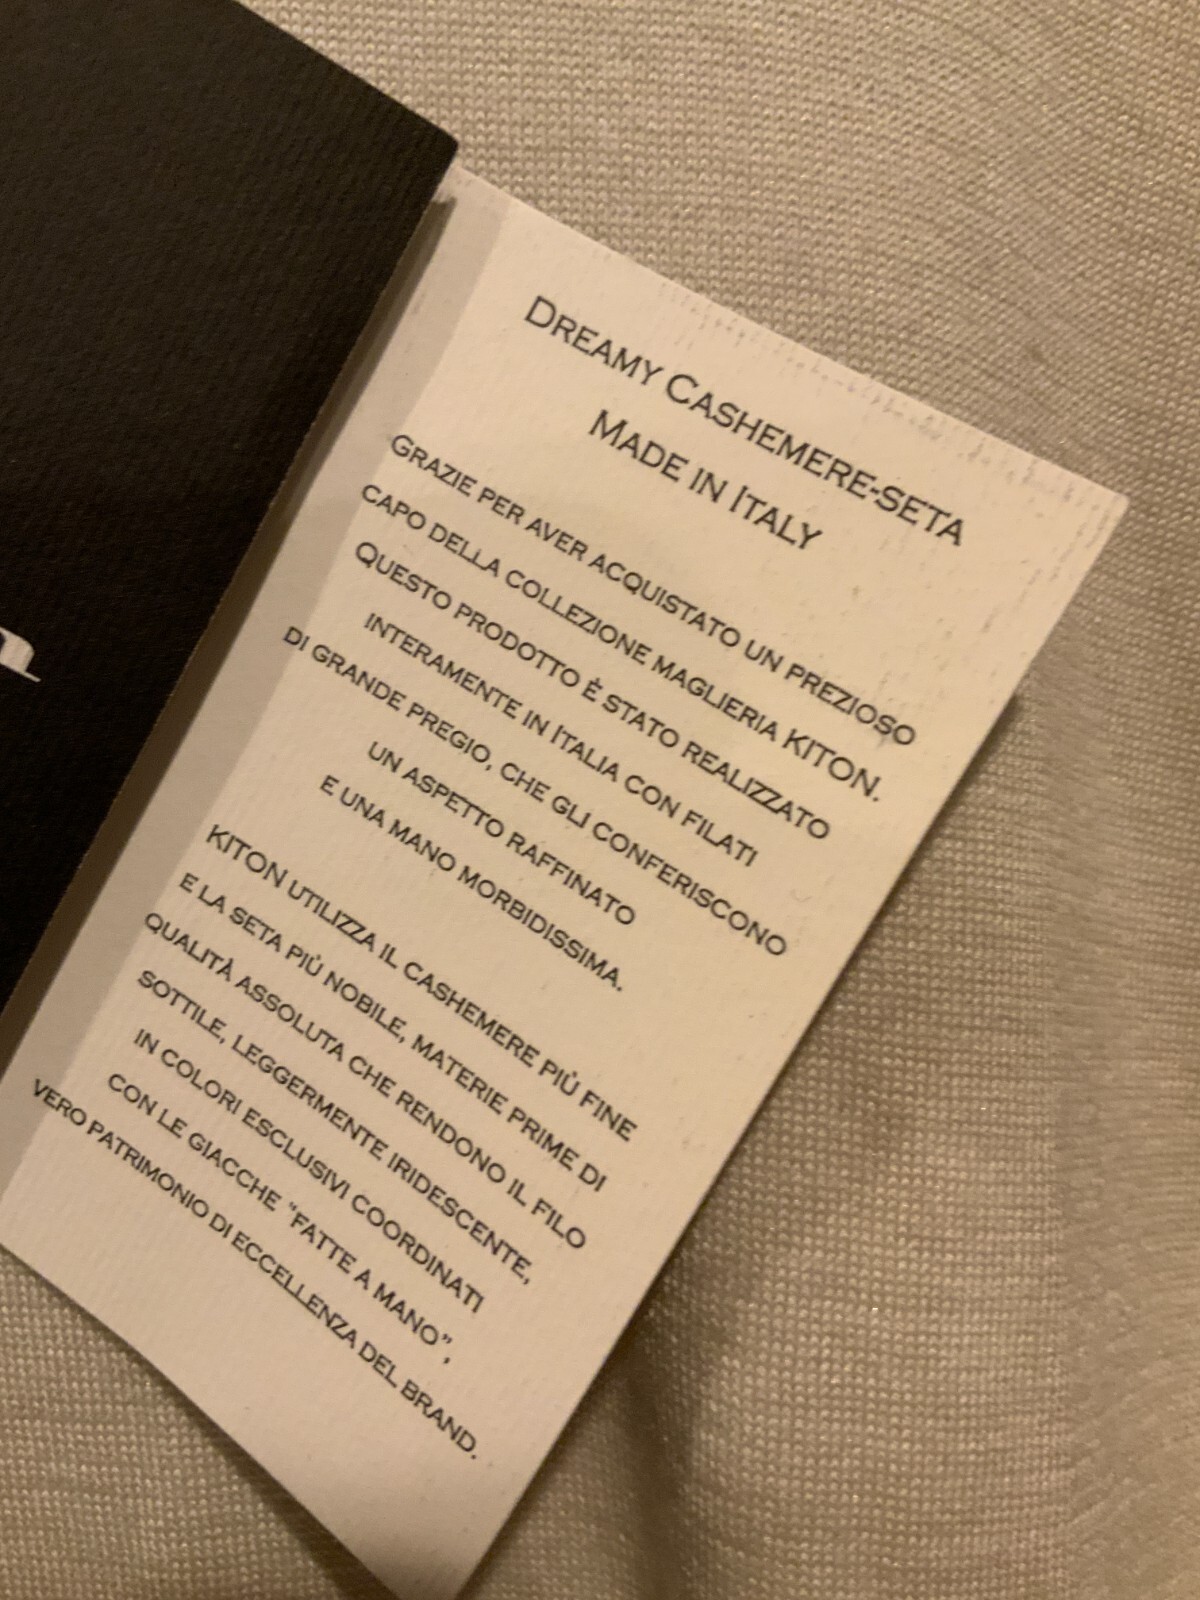 Dreamy Cashemere-seta
Made in Italy
Grazie per aver acquistato un prezioso
capo della collezione maglieria Kiton.
Questo prodotto è stato realizzato
interamente in Italia con filati
di grande pregio, che gli conferiscono
un aspetto raffinato
e una mano morbidissima.
Kiton utilizza il cashemere più fine
e la seta più nobile, materie prime di
qualità assoluta che rendono il filo
sottile, leggermente iridescente,
in colori esclusivi coordinati
con le giacche "fatte a mano",
vero patrimonio di eccellenza del brand.